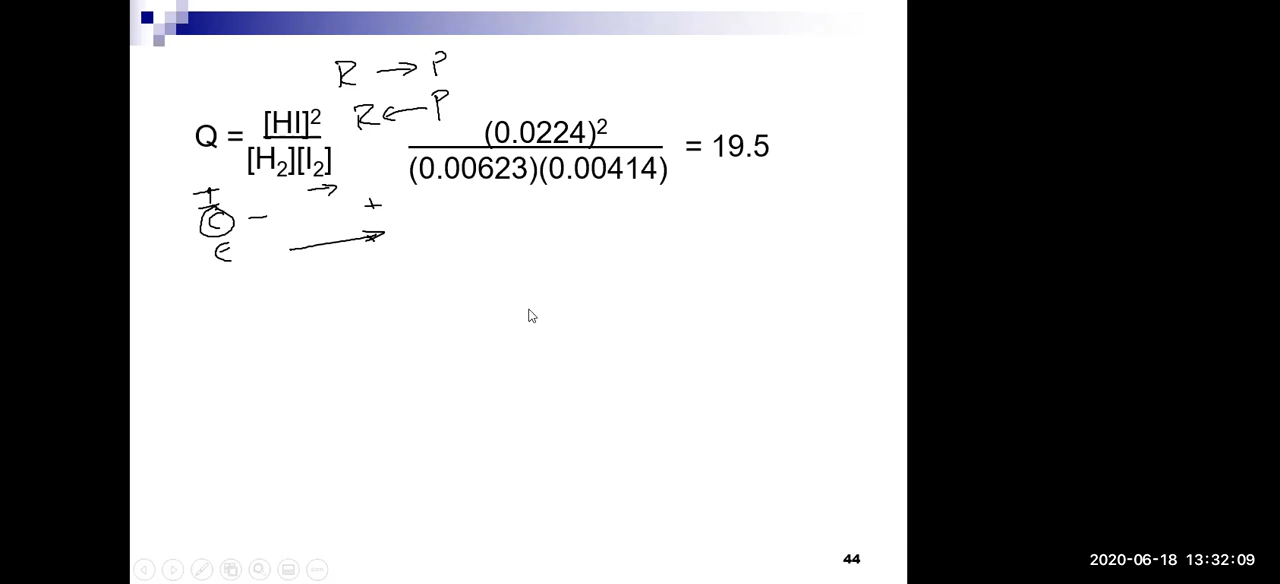 R → P
R ← P
Q = [HI]² / [H₂][I₂] (0.0224)² / (0.00623)(0.00414) = 19.5
→
+
C −
E →
44
2020-06-18 13:32:09